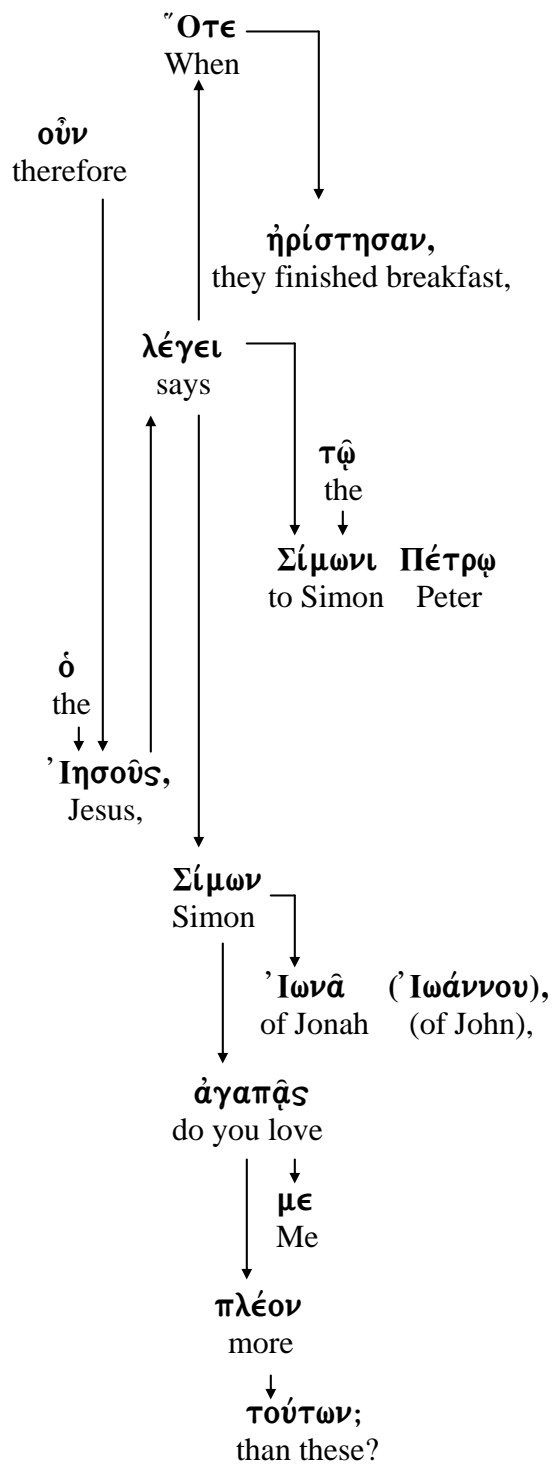 Ὅτε
When
οὖν
therefore
ἠρίστησαν,
they finished breakfast,
λέγει
says
τῷ
the
Σίμωνι Πέτρῳ
to Simon Peter
ὁ
the
Ἰησοῦς,
Jesus,
Σίμων
Simon
Ἰωνᾶ (Ἰωάννου),
of Jonah (of John),
ἀγαπᾷς
do you love
με
Me
πλέον
more
τούτων;
than these?